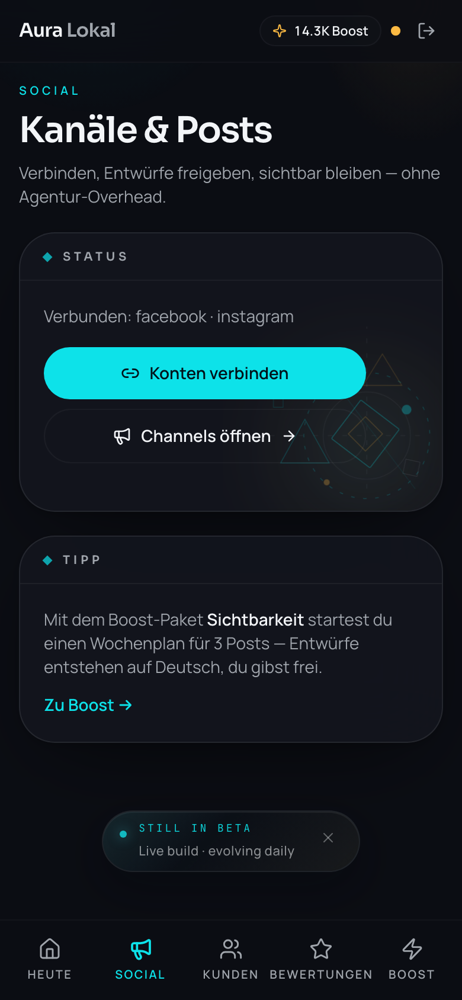 Aura Lokal
14.3K Boost
SOCIAL
Kanäle & Posts
Verbinden, Entwürfe freigeben, sichtbar bleiben — ohne
Agentur-Overhead.
STATUS
Verbunden: facebook · instagram
Konten verbinden
Channels öffnen →
TIPP
Mit dem Boost-Paket Sichtbarkeit startest du
einen Wochenplan für 3 Posts — Entwürfe
entstehen auf Deutsch, du gibst frei.
Zu Boost →
STILL IN BETA
Live build · evolving daily
HEUTE
SOCIAL
KUNDEN
BEWERTUNGEN
BOOST